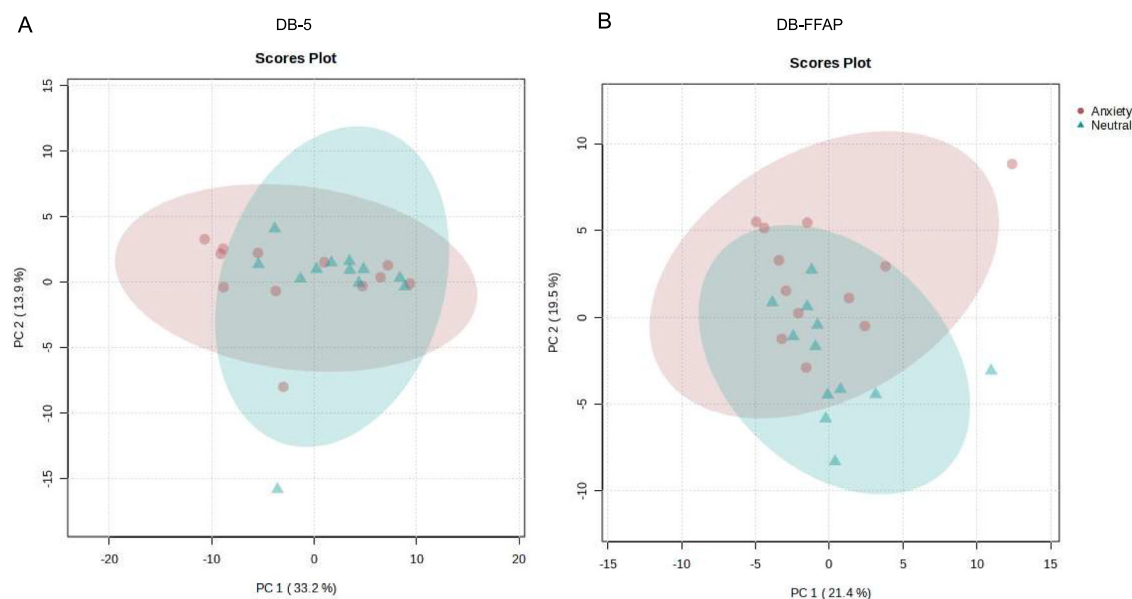 A
DB-5
Scores Plot
15
10
5
0
-5
-10
15
PC 2 ( 13.9 %)
-20
-10
0
10
20
PC 1 ( 33.2 %)
B
DB-FFAP
Scores Plot
10
5
0
-5
-10
PC 2 ( 19.5 %)
-15
-10
-5
0
5
10
15
PC 1 ( 21.4 %)
Anxiety
Neutral